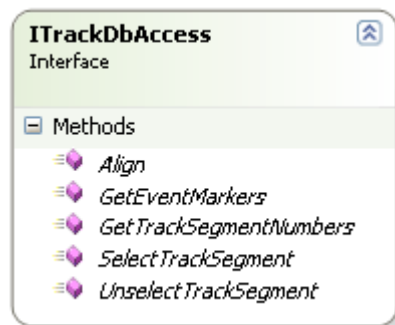 ITrackDbAccess
Interface
Methods
Align
GetEventMarkers
GetTrackSegmentNumbers
SelectTrackSegment
UnselectTrackSegment